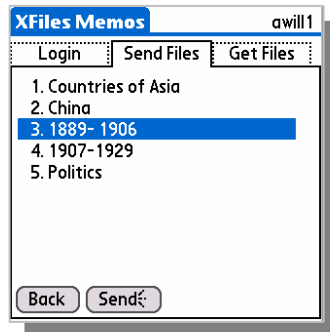 XFiles Memos awill1
Login Send Files Get Files
1. Countries of Asia
2. China
3. 1889- 1906
4. 1907-1929
5. Politics
Back Send